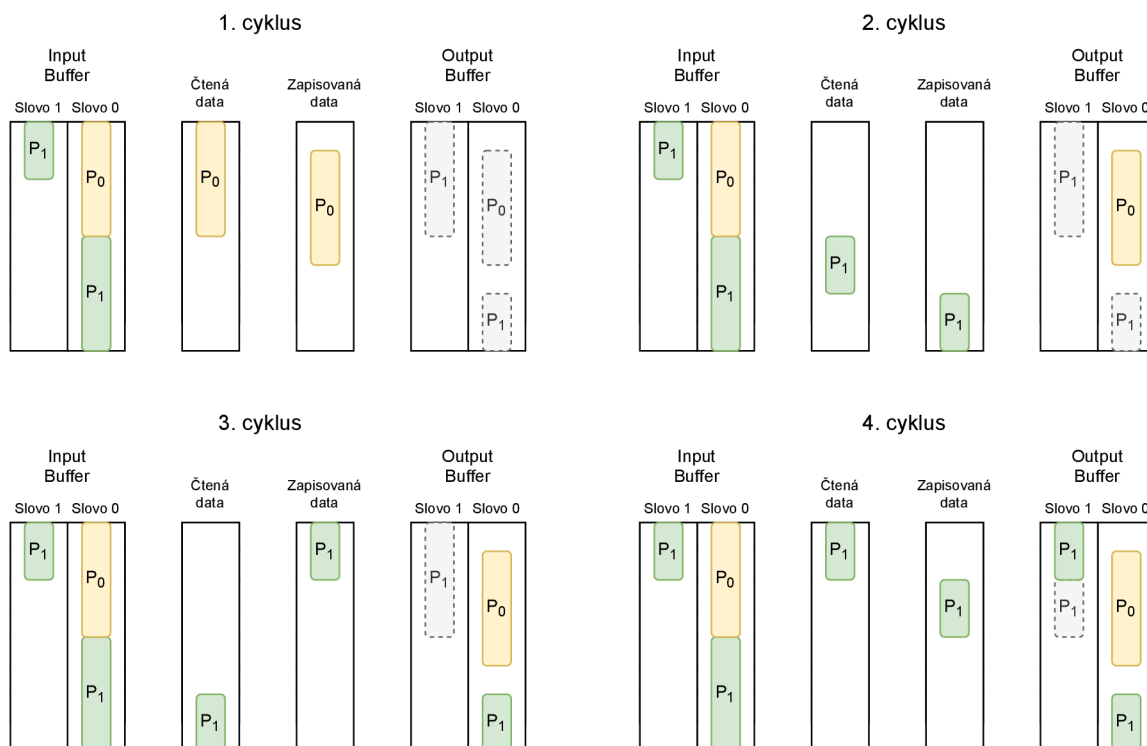 1. cyklus
Input
Buffer
Slovo 1 Slovo 0
Čtená
data
Zapisovaná
data
Output
Buffer
Slovo 1 Slovo 0
P1
P0
P1
P0
P0
P1
P0
P1
2. cyklus
Input
Buffer
Slovo 1 Slovo 0
Čtená
data
Zapisovaná
data
Output
Buffer
Slovo 1 Slovo 0
P1
P0
P1
P1
P1
P1
P0
P1
3. cyklus
Input
Buffer
Slovo 1 Slovo 0
Čtená
data
Zapisovaná
data
Output
Buffer
Slovo 1 Slovo 0
P1
P0
P1
P1
P1
P1
P0
P1
4. cyklus
Input
Buffer
Slovo 1 Slovo 0
Čtená
data
Zapisovaná
data
Output
Buffer
Slovo 1 Slovo 0
P1
P0
P1
P1
P1
P1
P1
P0
P1